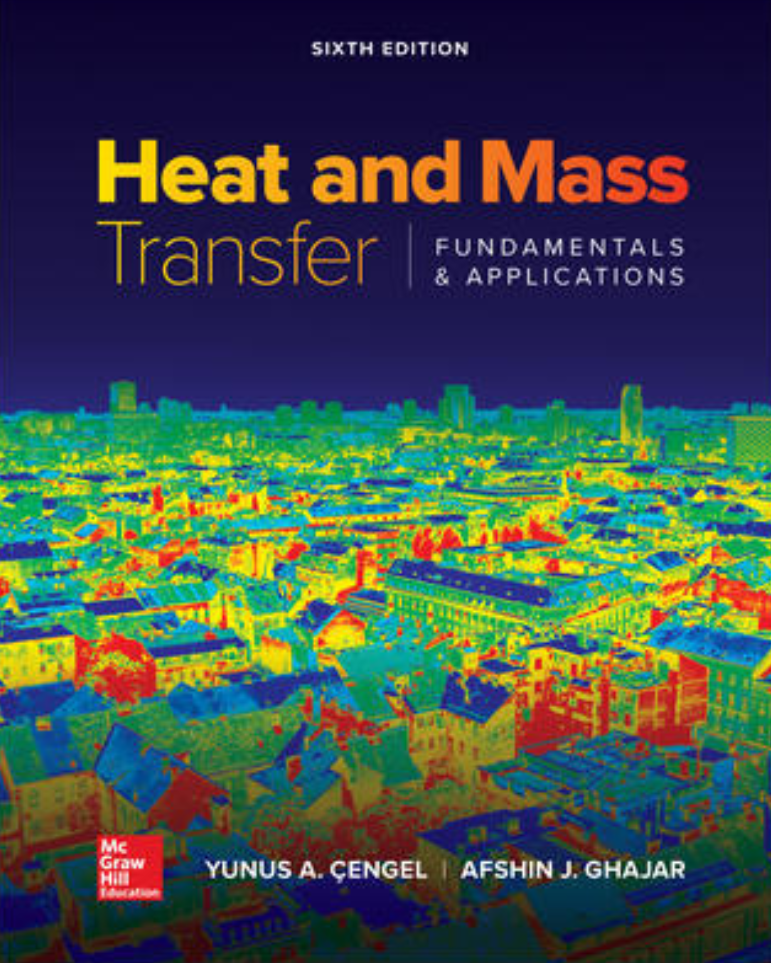 SIXTH EDITION
Heat and Mass
Transfer
FUNDAMENTALS
& APPLICATIONS
Mc
Graw
Hill
Education
YUNUS A. ÇENGEL | AFSHIN J. GHAJAR